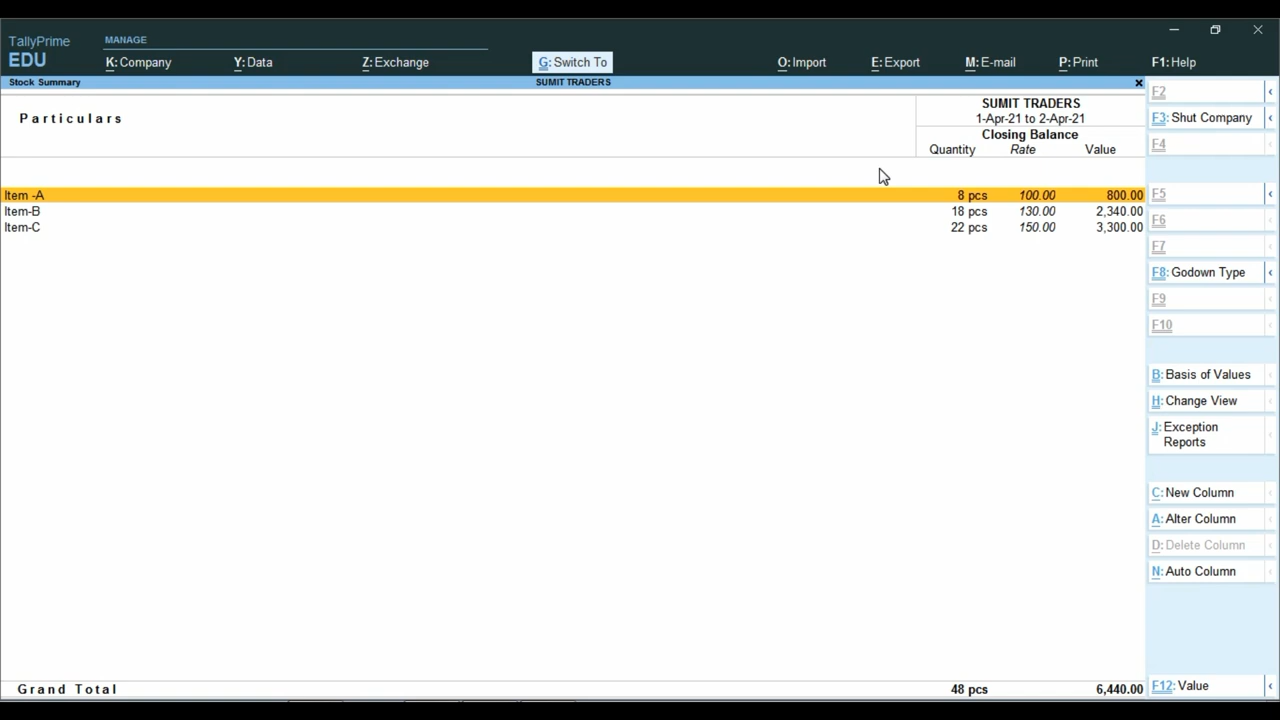 TallyPrime
EDU
MANAGE
K: Company
Y: Data
Z: Exchange
G: Switch To
O: Import
E: Export
M: E-mail
P: Print
F1: Help
Stock Summary
SUMIT TRADERS
Particulars
SUMIT TRADERS
1-Apr-21 to 2-Apr-21
Closing Balance
Quantity Rate Value
Item -A 8 pcs 100.00 800.00
Item-B 18 pcs 130.00 2,340.00
Item-C 22 pcs 150.00 3,300.00
Grand Total 48 pcs 6,440.00
F2
F3: Shut Company
F4
F5
F6
F7
F8: Godown Type
F9
F10
B: Basis of Values
H: Change View
J: Exception
Reports
C: New Column
A: Alter Column
D: Delete Column
N: Auto Column
F12: Value